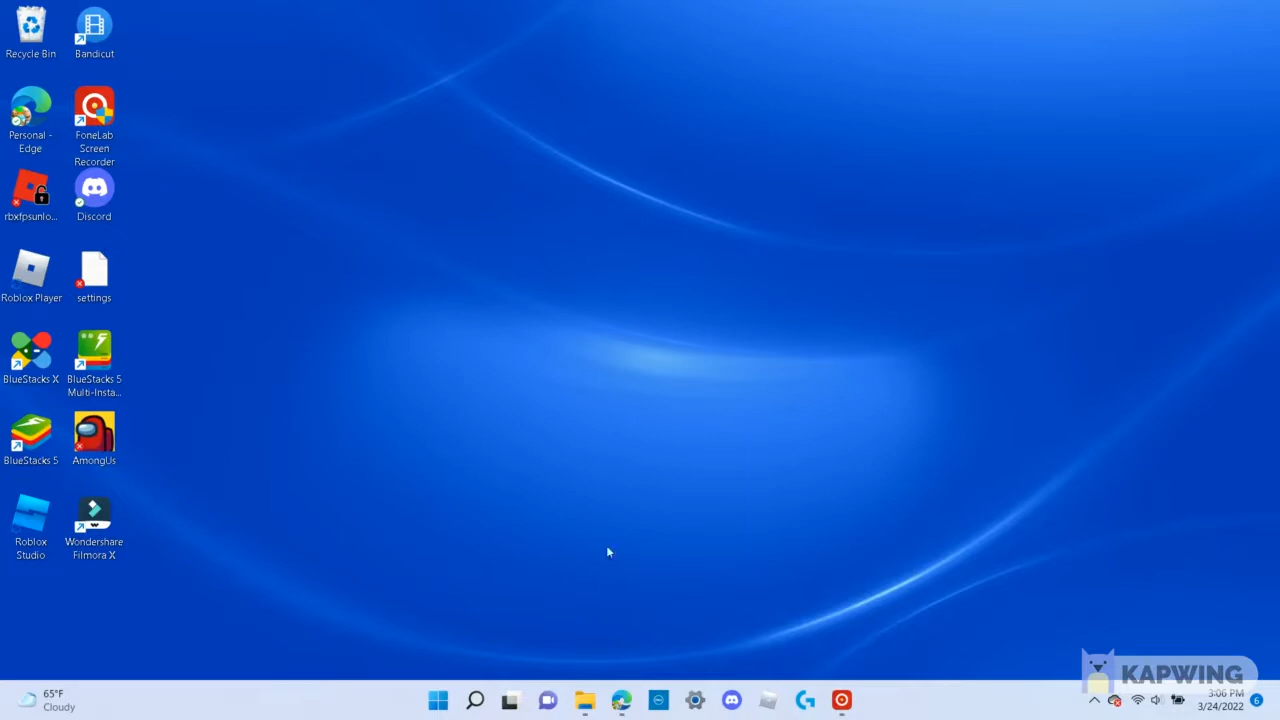 Recycle Bin
Bandicut
Personal -
Edge
FoneLab
Screen
Recorder
rbxfpsunlo...
Discord
Roblox Player
settings
BlueStacks X
BlueStacks 5
Multi-Insta...
BlueStacks 5
AmongUs
Roblox
Studio
Wondershare
Filmora X
KAPWING
65°F
Cloudy
3:06 PM
3/24/2022
6